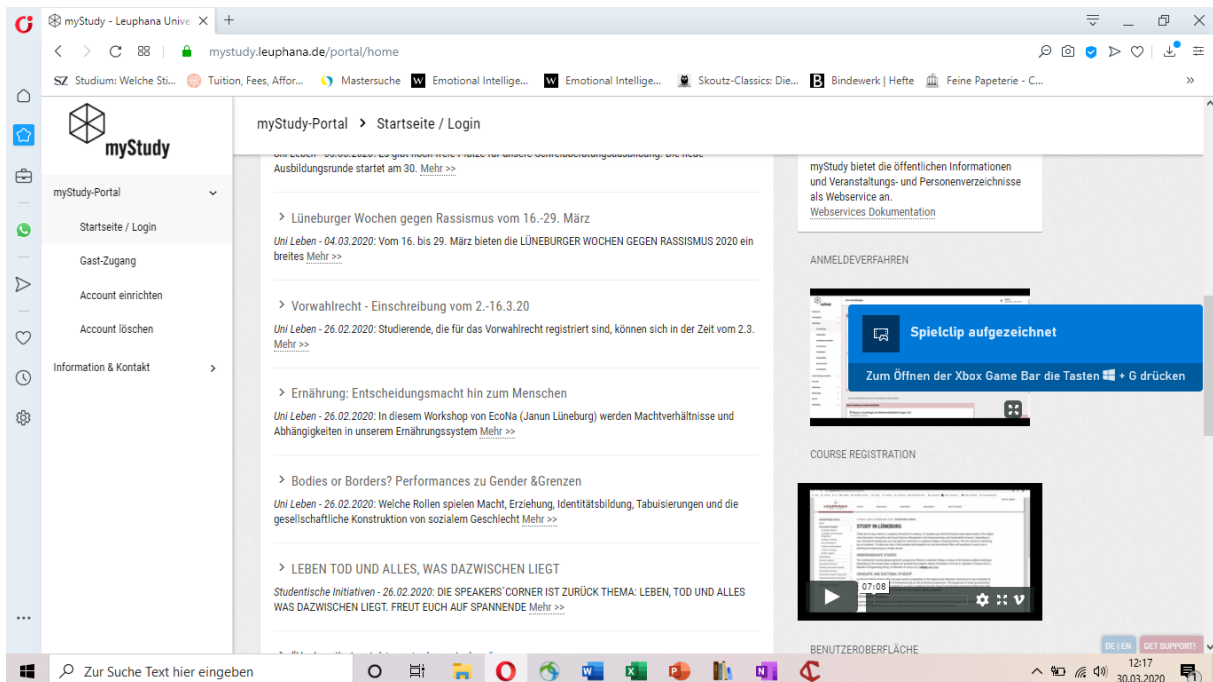 myStudy - Leuphana Unive
mystudy.leuphana.de/portal/home
SZ Studium: Welche Sti...
Tuition, Fees, Affor...
Mastersuche
W Emotional Intellige...
W Emotional Intellige...
Skoutz-Classics: Die...
B Bindewerk | Hefte
Feine Papeterie - C...
myStudy
myStudy-Portal > Startseite / Login
myStudy-Portal
Startseite / Login
Gast-Zugang
Account einrichten
Account löschen
Information & Kontakt
Ausbildungsrunde startet am 30. Mehr >>
> Lüneburger Wochen gegen Rassismus vom 16.-29. März
Uni Leben - 04.03.2020: Vom 16. bis 29. März bieten die LÜNEBURGER WOCHEN GEGEN RASSISMUS 2020 ein
breites Mehr >>
> Vorwahlrecht - Einschreibung vom 2.-16.3.20
Uni Leben - 26.02.2020: Studierende, die für das Vorwahlrecht registriert sind, können sich in der Zeit vom 2.3.
Mehr >>
> Ernährung: Entscheidungsmacht hin zum Menschen
Uni Leben - 26.02.2020: In diesem Workshop von EcoNa (Janun Lüneburg) werden Machtverhältnisse und
Abhängigkeiten in unserem Ernährungssystem Mehr >>
> Bodies or Borders? Performances zu Gender &Grenzen
Uni Leben - 26.02.2020: Welche Rollen spielen Macht, Erziehung, Identitätsbildung, Tabuisierungen und die
gesellschaftliche Konstruktion von sozialem Geschlecht Mehr >>
> LEBEN TOD UND ALLES, WAS DAZWISCHEN LIEGT
Studentische Initiativen - 26.02.2020: DIE SPEAKERS´CORNER IST ZURÜCK THEMA: LEBEN, TOD UND ALLES
WAS DAZWISCHEN LIEGT. FREUT EUCH AUF SPANNENDE Mehr >>
myStudy bietet die öffentlichen Informationen
und Veranstaltungs- und Personenverzeichnisse
als Webservice an.
Webservices Dokumentation
ANMELDEVERFAHREN
Spielclip aufgezeichnet
Zum Öffnen der Xbox Game Bar die Tasten + G drücken
COURSE REGISTRATION
STUDY IN LÜNEBURG
07:08
BENUTZEROBERFLÄCHE
DE | EN GET SUPPORT!
Zur Suche Text hier eingeben
12:17
30.03.2020